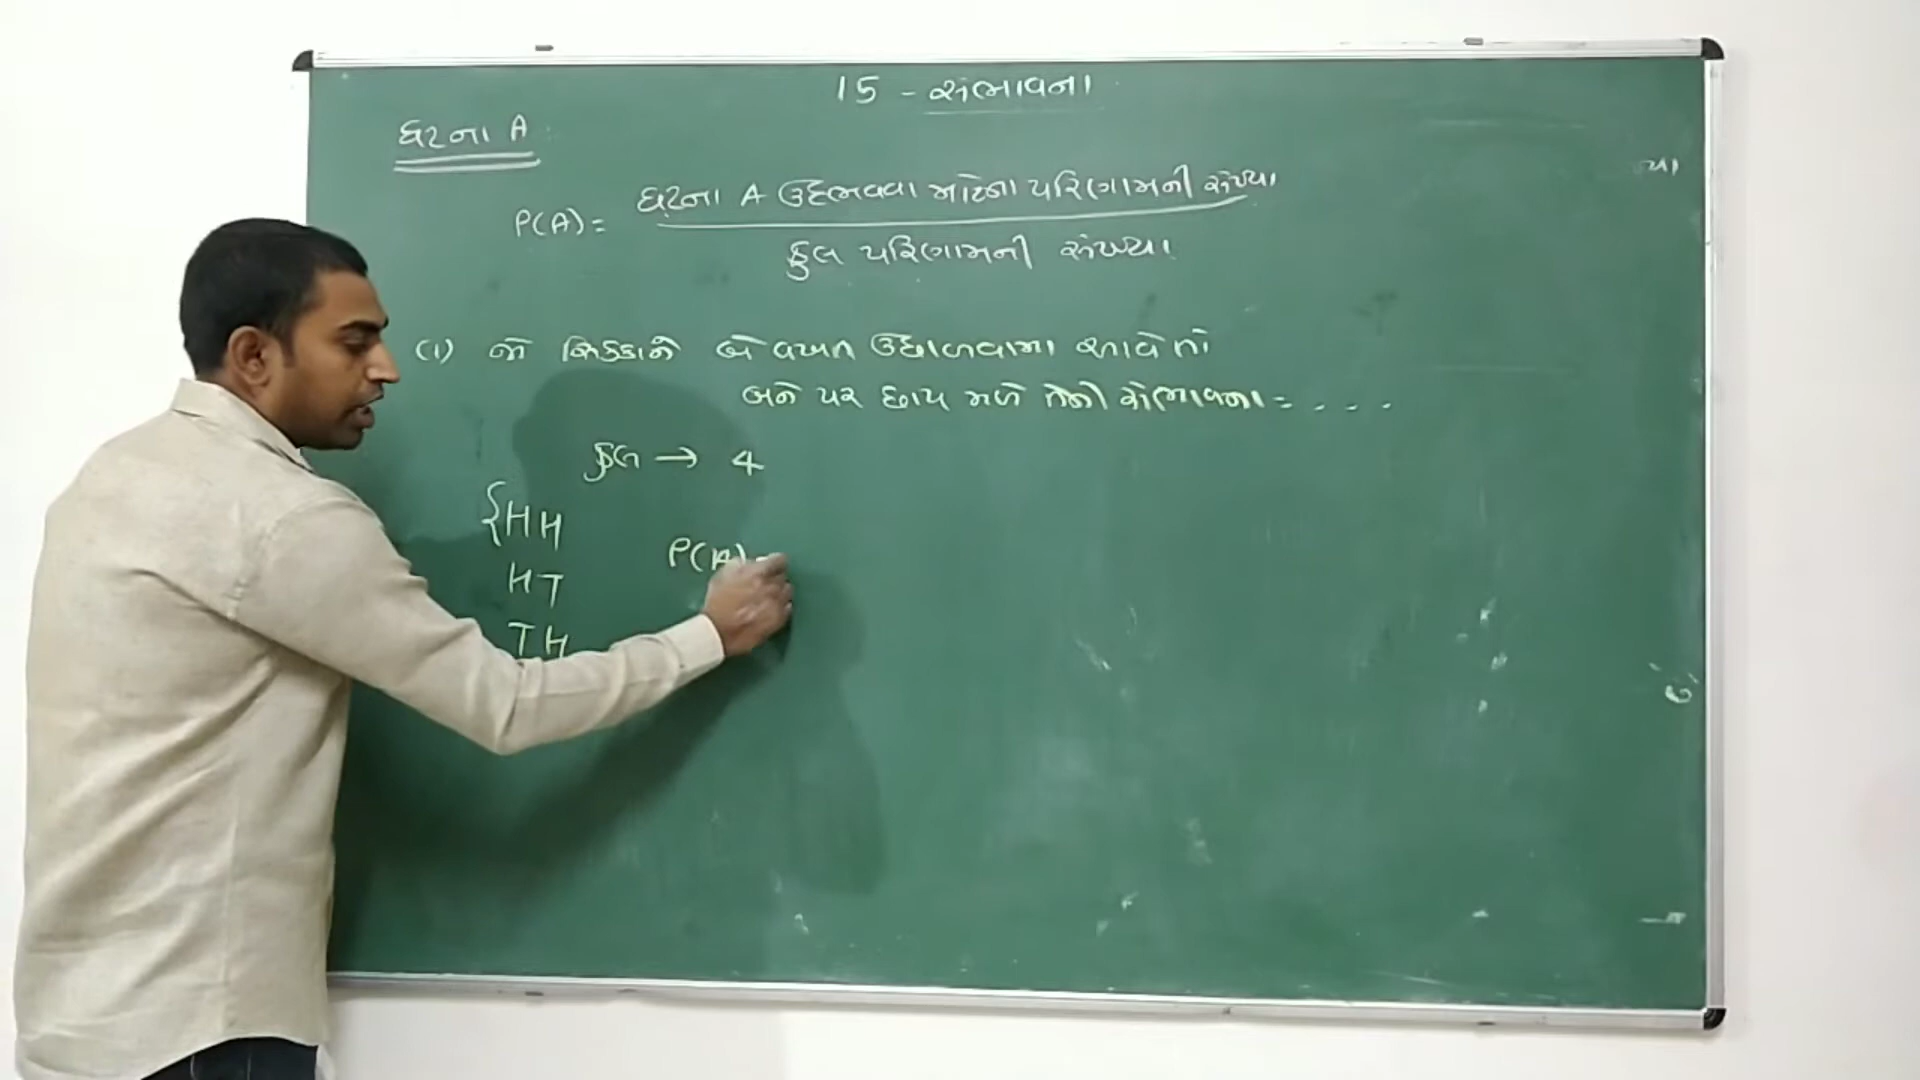 15 - સંભાવના
ઘટના A
P(A) = ઘટના A ઉદ્દભવવા માટેના પરિણામની સંખ્યા
કુલ પરિણામની સંખ્યા
(1) જો સિક્કાને બે વખત ઉછાળવામા આવે તો
બંને પર છાપ મળે તેની સંભાવના = . . . .
કુલ → 4
{HH
HT
P(A) =
TH